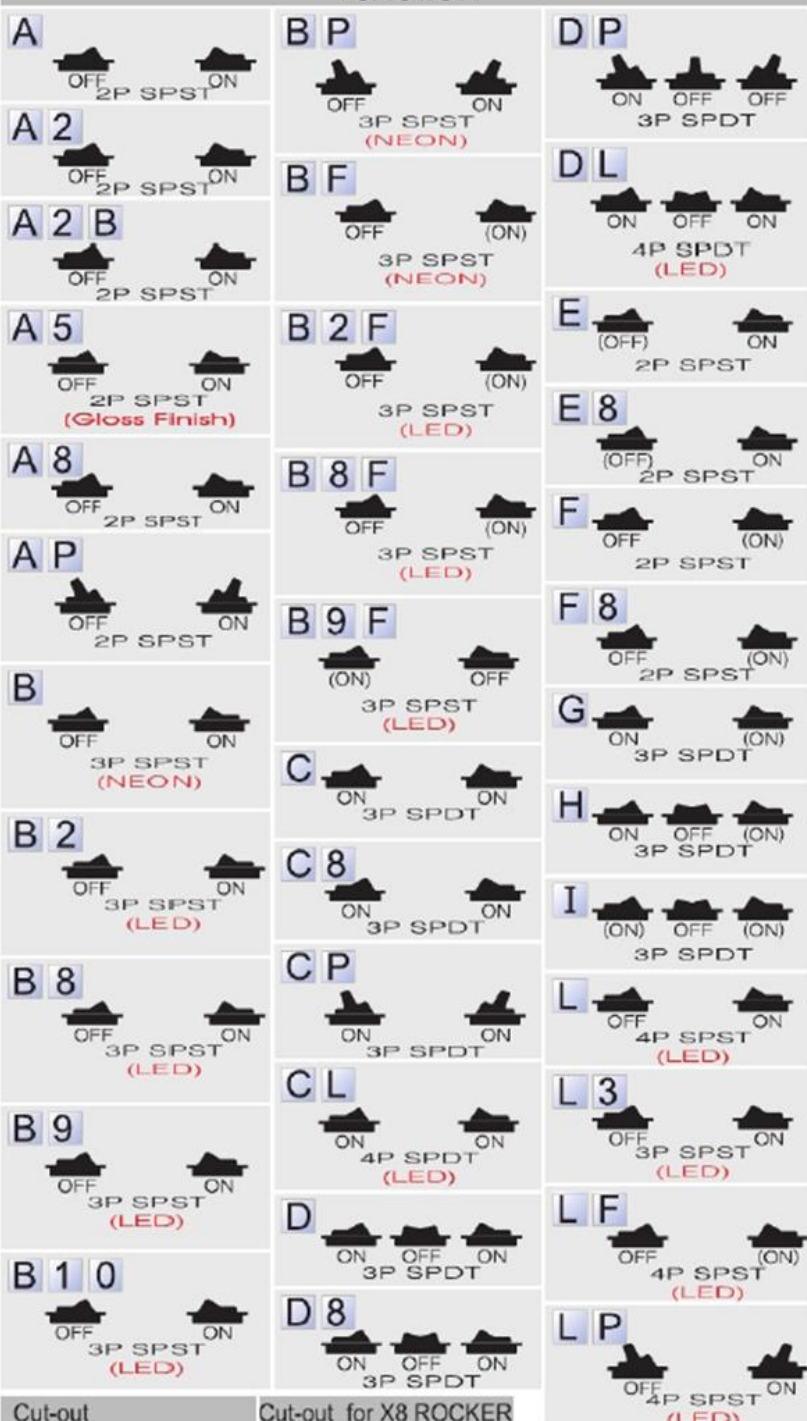 A
OFF ON
2P SPST
A 2
OFF ON
2P SPST
A 2 B
OFF ON
2P SPST
A 5
OFF ON
2P SPST
(Gloss Finish)
A 8
OFF ON
2P SPST
A P
OFF ON
2P SPST
B
OFF ON
3P SPST
(NEON)
B 2
OFF ON
3P SPST
(LED)
B 8
OFF ON
3P SPST
(LED)
B 9
OFF ON
3P SPST
(LED)
B 1 0
OFF ON
3P SPST
(LED)
Cut-out
B P
OFF ON
3P SPST
(NEON)
B F
OFF (ON)
3P SPST
(NEON)
B 2 F
OFF (ON)
3P SPST
(LED)
B 8 F
OFF (ON)
3P SPST
(LED)
B 9 F
(ON) OFF
3P SPST
(LED)
C
ON ON
3P SPDT
C 8
ON ON
3P SPDT
C P
ON ON
3P SPDT
C L
ON ON
4P SPDT
(LED)
D
ON OFF ON
3P SPDT
D 8
ON OFF ON
3P SPDT
Cut-out for X8 ROCKER
D P
ON OFF OFF
3P SPDT
D L
ON OFF ON
4P SPDT
(LED)
E
(OFF) ON
2P SPST
E 8
(OFF) ON
2P SPST
F
OFF (ON)
2P SPST
F 8
OFF (ON)
2P SPST
G
ON (ON)
3P SPDT
H
ON OFF (ON)
3P SPDT
I
(ON) OFF (ON)
3P SPDT
L
OFF ON
4P SPST
(LED)
L 3
OFF ON
3P SPST
(LED)
L F
OFF (ON)
4P SPST
(LED)
L P
OFF ON
4P SPST
(LED)